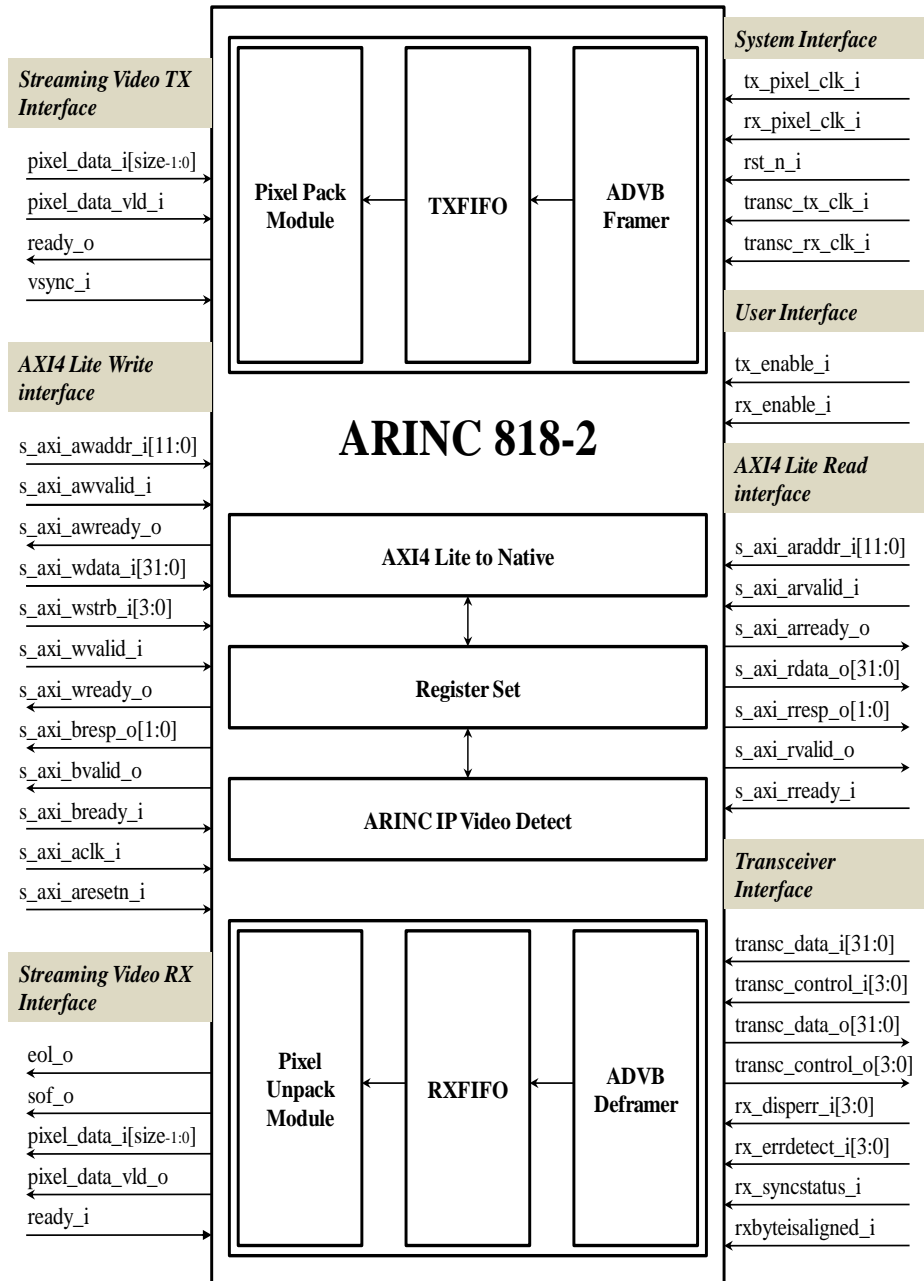 Streaming Video TX
Interface
pixel_data_i[size-1:0]
pixel_data_vld_i
ready_o
vsync_i
AXI4 Lite Write
interface
s_axi_awaddr_i[11:0]
s_axi_awvalid_i
s_axi_awready_o
s_axi_wdata_i[31:0]
s_axi_wstrb_i[3:0]
s_axi_wvalid_i
s_axi_wready_o
s_axi_bresp_o[1:0]
s_axi_bvalid_o
s_axi_bready_i
s_axi_aclk_i
s_axi_aresetn_i
Streaming Video RX
Interface
eol_o
sof_o
pixel_data_i[size-1:0]
pixel_data_vld_o
ready_i
Pixel Pack
Module
TXFIFO
ADVB
Framer
ARINC 818-2
AXI4 Lite to Native
Register Set
ARINC IP Video Detect
Pixel
Unpack
Module
RXFIFO
ADVB
Deframer
System Interface
tx_pixel_clk_i
rx_pixel_clk_i
rst_n_i
transc_tx_clk_i
transc_rx_clk_i
User Interface
tx_enable_i
rx_enable_i
AXI4 Lite Read
interface
s_axi_araddr_i[11:0]
s_axi_arvalid_i
s_axi_arready_o
s_axi_rdata_o[31:0]
s_axi_rresp_o[1:0]
s_axi_rvalid_o
s_axi_rready_i
Transceiver
Interface
transc_data_i[31:0]
transc_control_i[3:0]
transc_data_o[31:0]
transc_control_o[3:0]
rx_disperr_i[3:0]
rx_errdetect_i[3:0]
rx_syncstatus_i
rxbyteisaligned_i